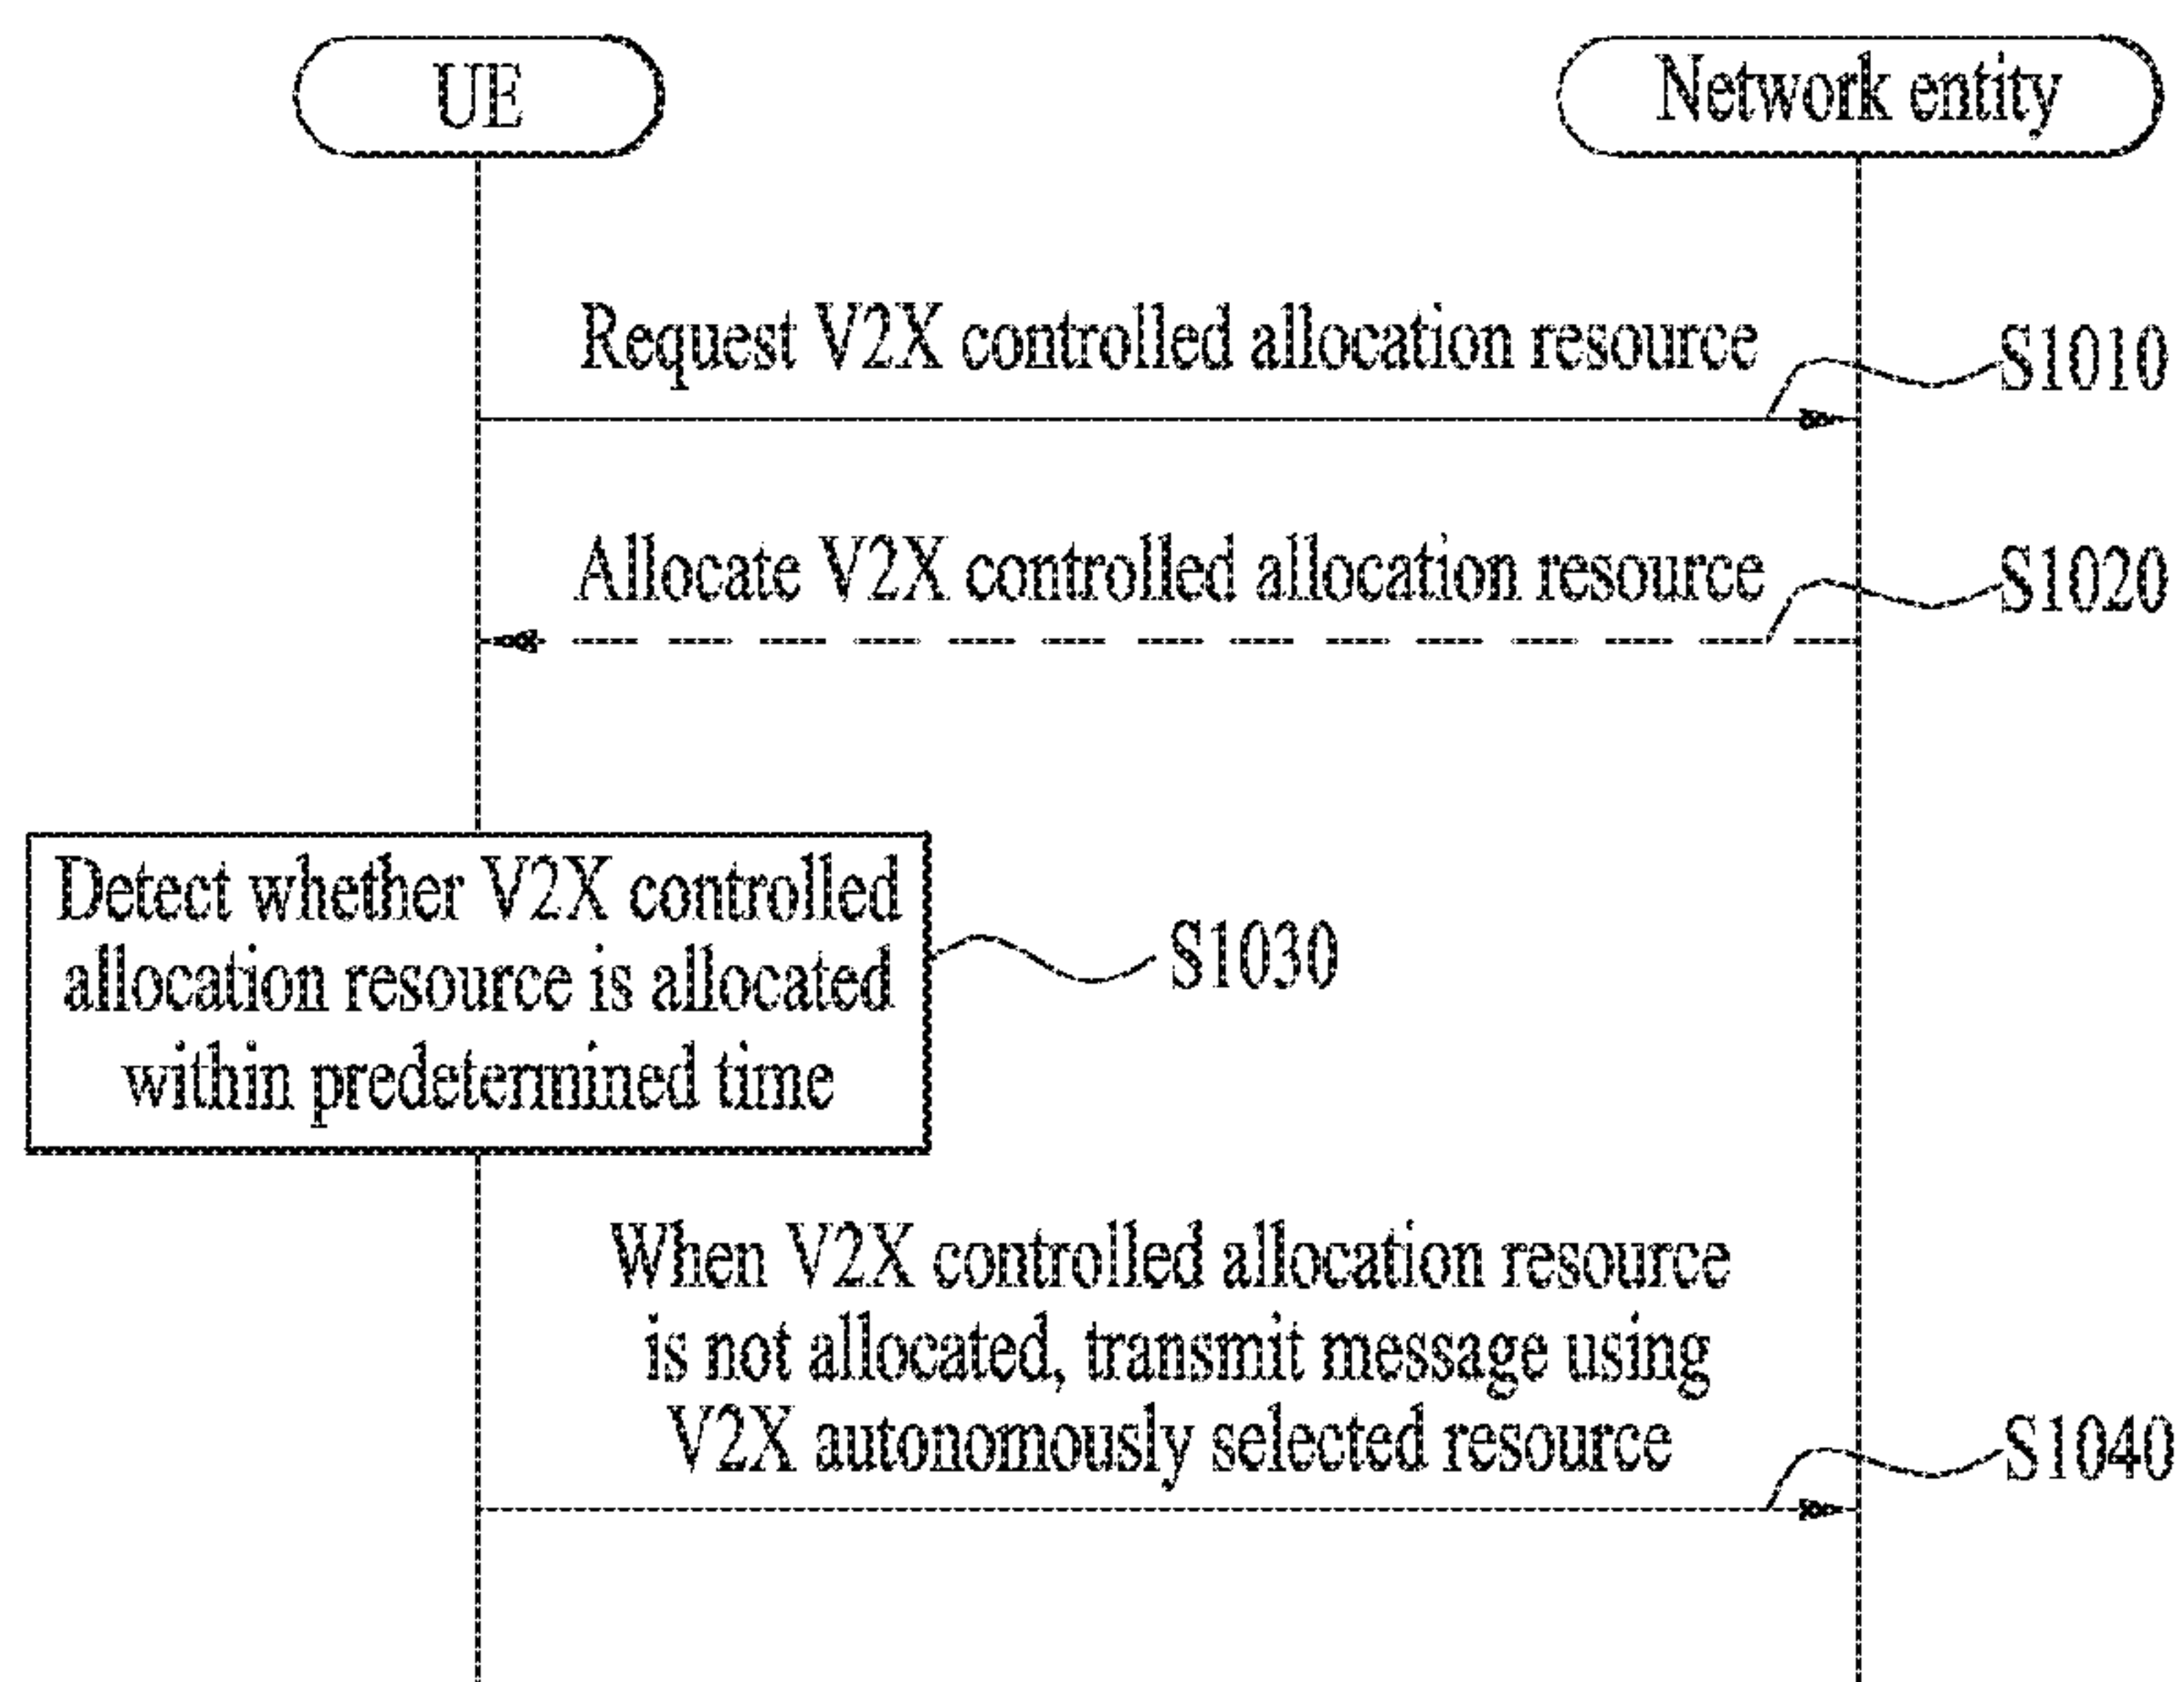 UE
Network entity
Request V2X controlled allocation resource
S1010
Allocate V2X controlled allocation resource
S1020
Detect whether V2X controlled
allocation resource is allocated
within predetermined time
S1030
When V2X controlled allocation resource
is not allocated, transmit message using
V2X autonomously selected resource
S1040